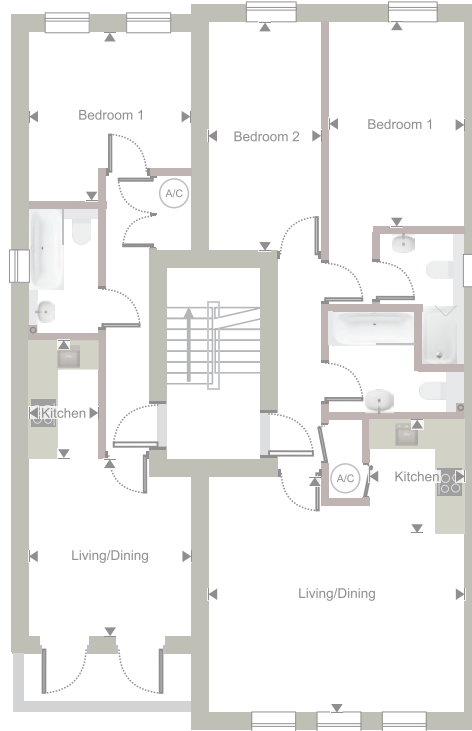 Bedroom 1
Bedroom 2
Bedroom 1
A/C
Kitchen
A/C
Kitchen
Living/Dining
Living/Dining